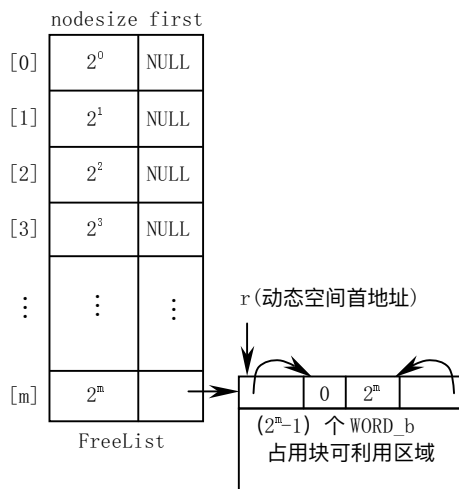 nodesize first
[0] 2⁰ NULL
[1] 2¹ NULL
[2] 2² NULL
[3] 2³ NULL
⋮ ⋮ ⋮
r(动态空间首地址)
[m] 2ᵐ 0 2ᵐ
(2ᵐ-1) 个 WORD_b
FreeList 占用块可利用区域